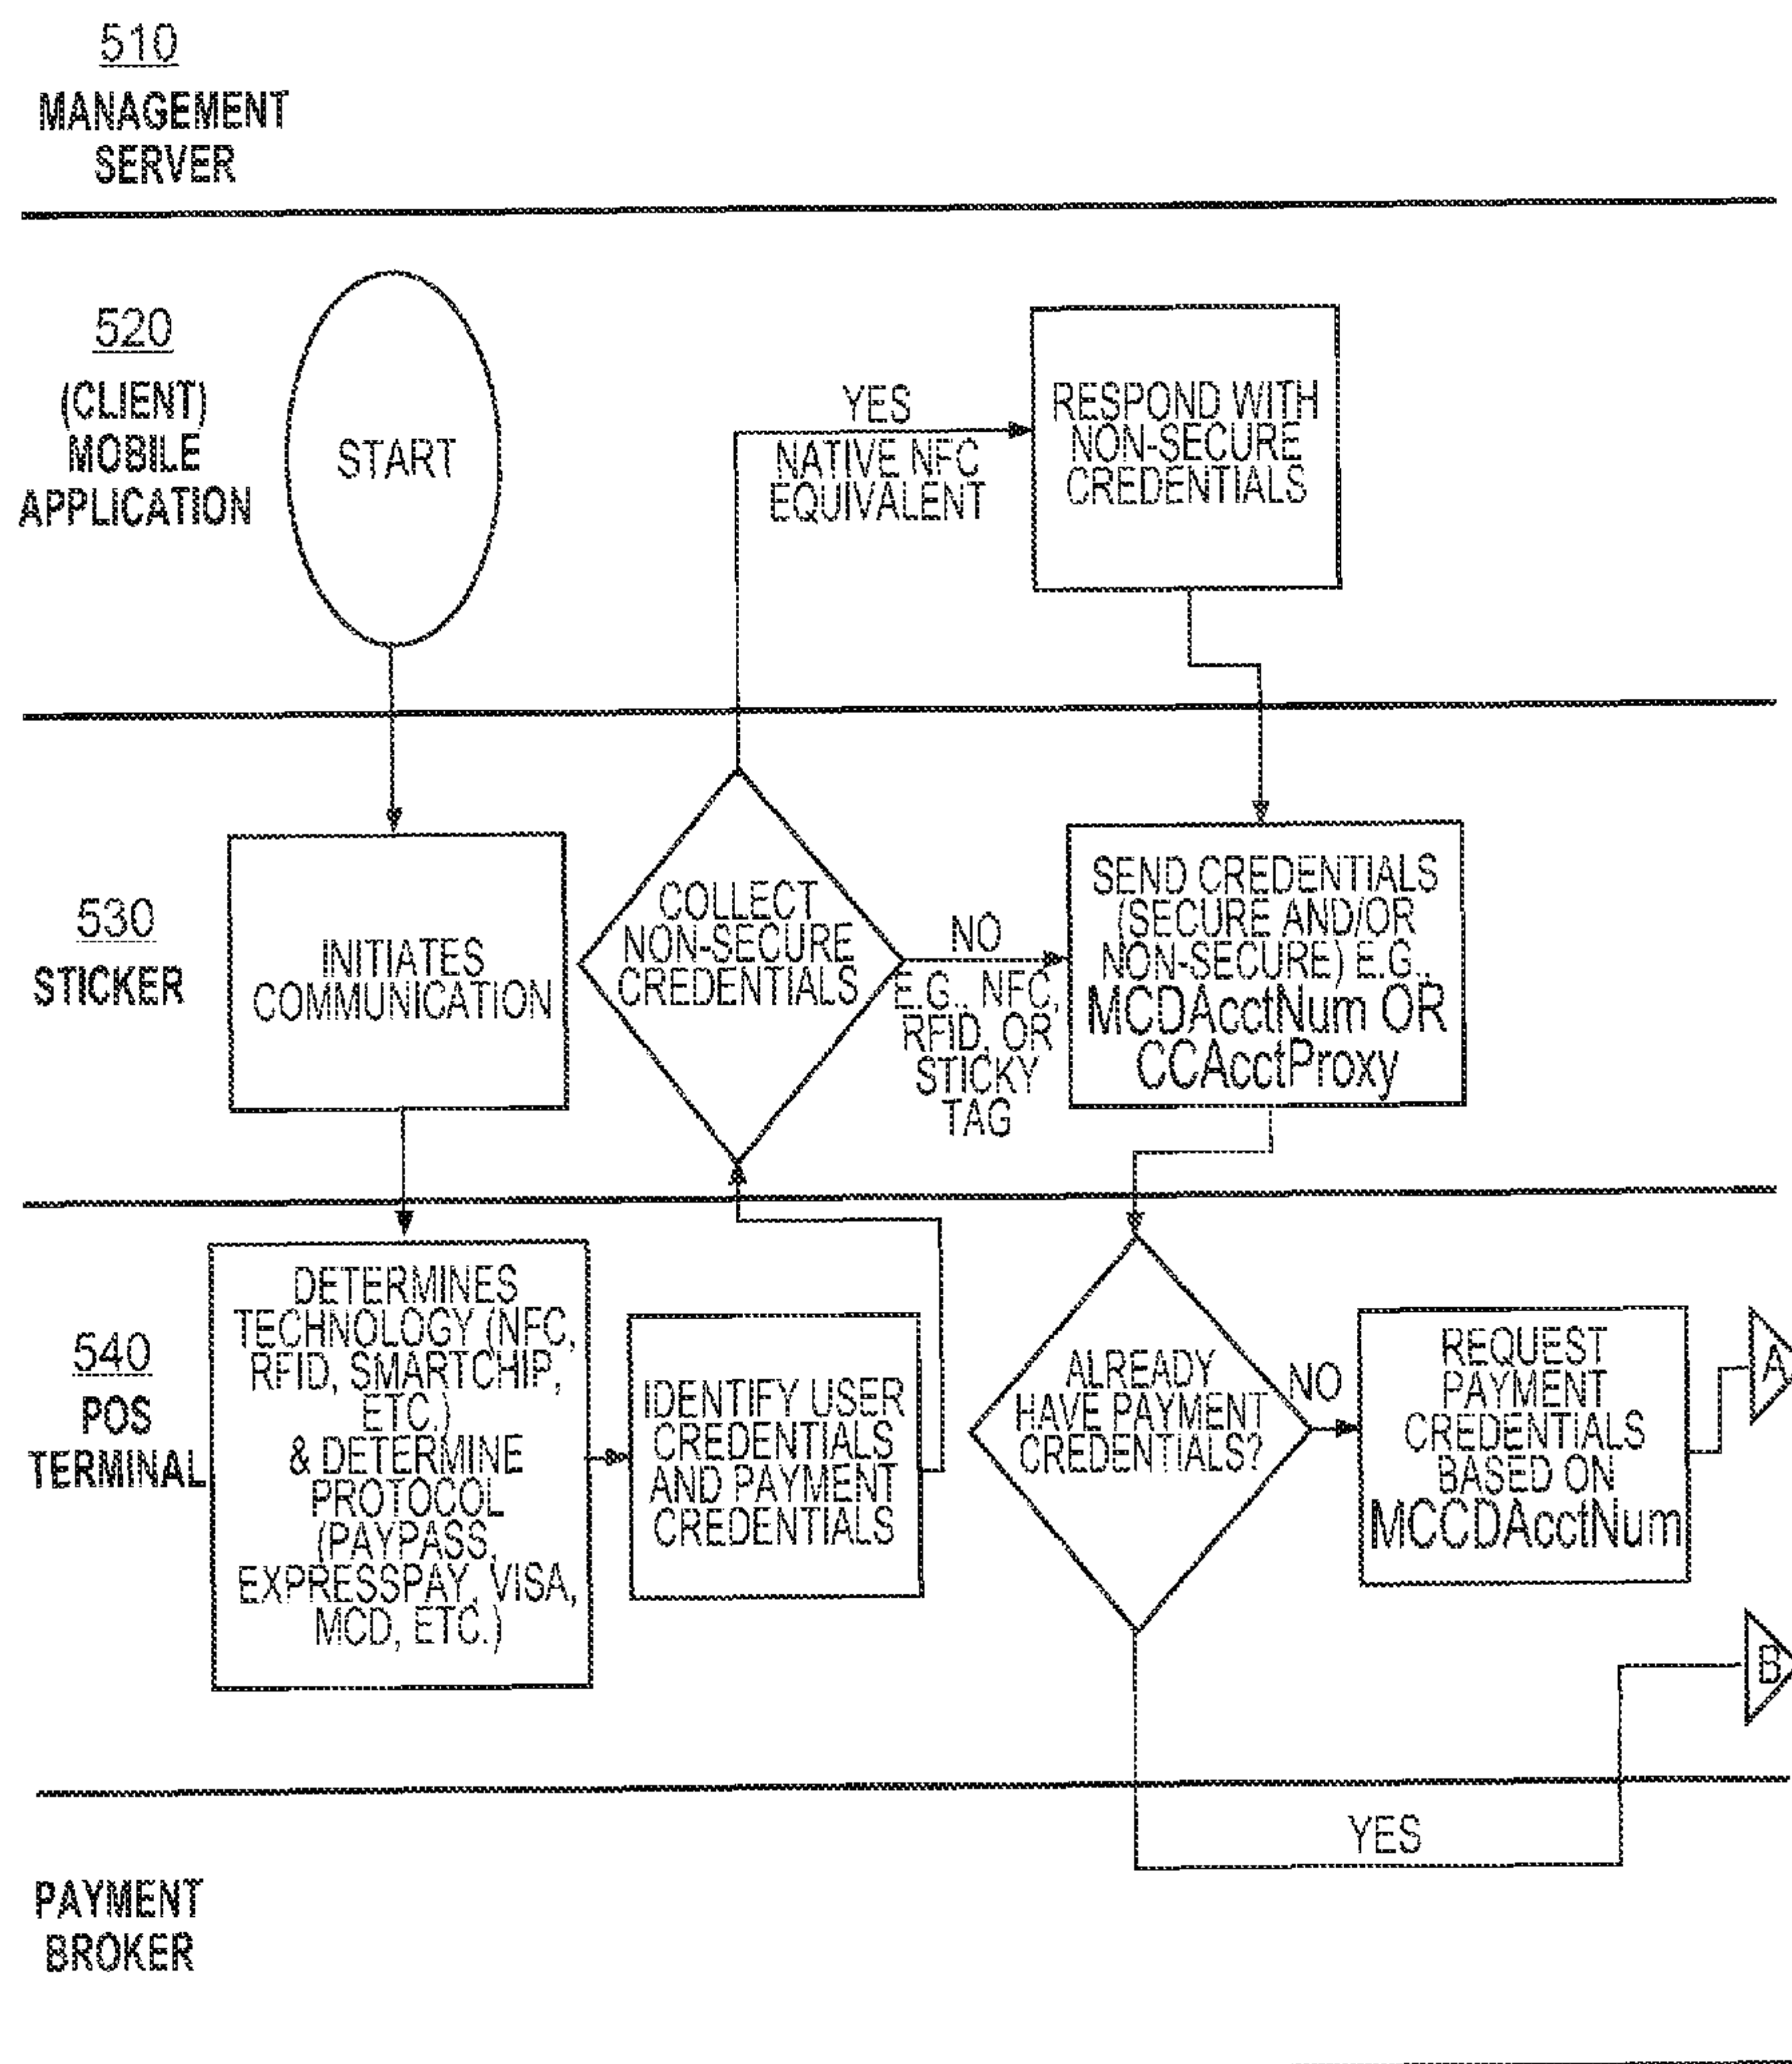 510
MANAGEMENT
SERVER
520
(CLIENT)
MOBILE
APPLICATION
START
YES
NATIVE NFC
EQUIVALENT
RESPOND WITH
NON-SECURE
CREDENTIALS
530
STICKER
INITIATES
COMMUNICATION
COLLECT
NON-SECURE
CREDENTIALS
NO
E.G., NFC,
RFID, OR
STICKY
TAG
SEND CREDENTIALS
(SECURE AND/OR
NON-SECURE) E.G.,
MCDAcctNum OR
CCAcctProxy
540
POS
TERMINAL
DETERMINES
TECHNOLOGY (NFC,
RFID, SMARTCHIP,
ETC.)
& DETERMINE
PROTOCOL
(PAYPASS,
EXPRESSPAY, VISA,
MCD, ETC.)
IDENTIFY USER
CREDENTIALS
AND PAYMENT
CREDENTIALS
ALREADY
HAVE PAYMENT
CREDENTIALS?
NO
REQUEST
PAYMENT
CREDENTIALS
BASED ON
MCCDAcctNum
A
B
YES
PAYMENT
BROKER